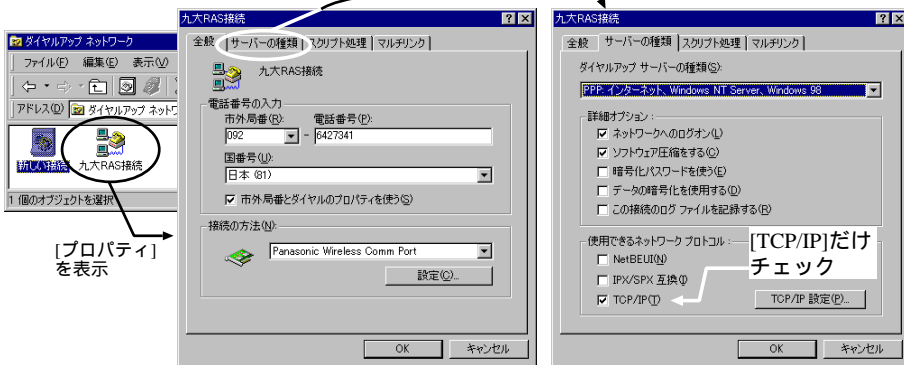 ダイヤルアップ ネットワーク
ファイル(F) 編集(E) 表示(V)
アドレス(D) ダイヤルアップ ネットワ
新しい接続 九大RAS接続
1 個のオブジェクトを選択
[プロパティ]
を表示
九大RAS接続
全般 サーバーの種類 スクリプト処理 マルチリンク
九大RAS接続
電話番号の入力
市外局番(R): 電話番号(P):
092 - 6427341
国番号(U):
日本 (81)
市外局番とダイヤルのプロパティを使う(S)
接続の方法(N):
Panasonic Wireless Comm Port
設定(C)...
OK キャンセル
九大RAS接続
全般 サーバーの種類 スクリプト処理 マルチリンク
ダイヤルアップ サーバーの種類(S):
PPP: インターネット、Windows NT Server、Windows 98
詳細オプション:
ネットワークへのログオン(L)
ソフトウェア圧縮をする(C)
暗号化パスワードを使う(E)
データの暗号化を使用する(D)
この接続のログ ファイルを記録する(R)
使用できるネットワーク プロトコル:
NetBEUI(N)
IPX/SPX 互換(I)
TCP/IP(T)
TCP/IP 設定(P)...
[TCP/IP]だけ
チェック
OK キャンセル